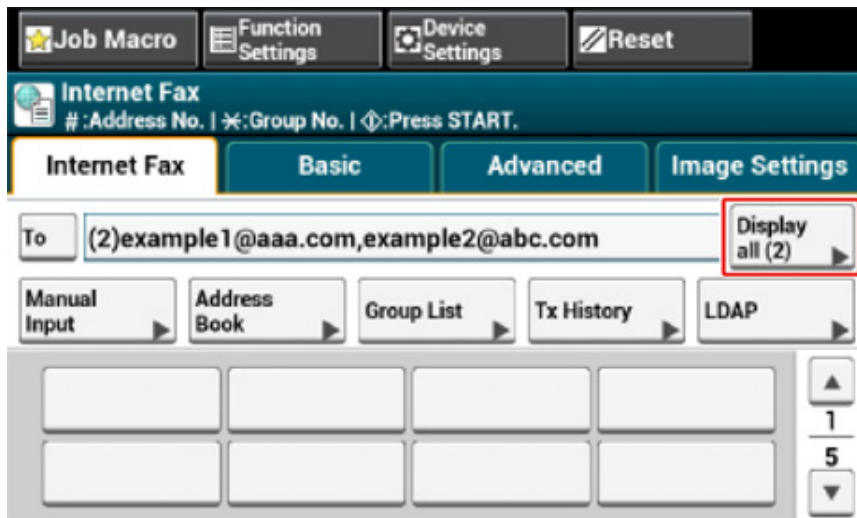 Job Macro
Function
Settings
Device
Settings
Reset
Internet Fax
#:Address No. | ✳:Group No. | :Press START.
Internet Fax
Basic
Advanced
Image Settings
To
(2)example1@aaa.com,example2@abc.com
Display
all (2)
Manual
Input
Address
Book
Group List
Tx History
LDAP
1
5